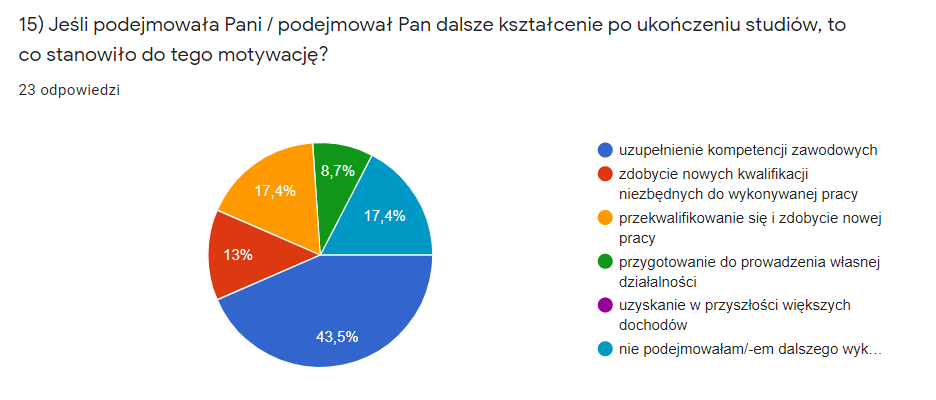 15) Jeśli podejmowała Pani / podejmował Pan dalsze kształcenie po ukończeniu studiów, to
co stanowiło do tego motywację?
23 odpowiedzi
8,7%
17,4%
17,4%
13%
43,5%
uzupełnienie kompetencji zawodowych
zdobycie nowych kwalifikacji
niezbędnych do wykonywanej pracy
przekwalifikowanie się i zdobycie nowej
pracy
przygotowanie do prowadzenia własnej
działalności
uzyskanie w przyszłości większych
dochodów
nie podejmowałam/-em dalszego wyk…